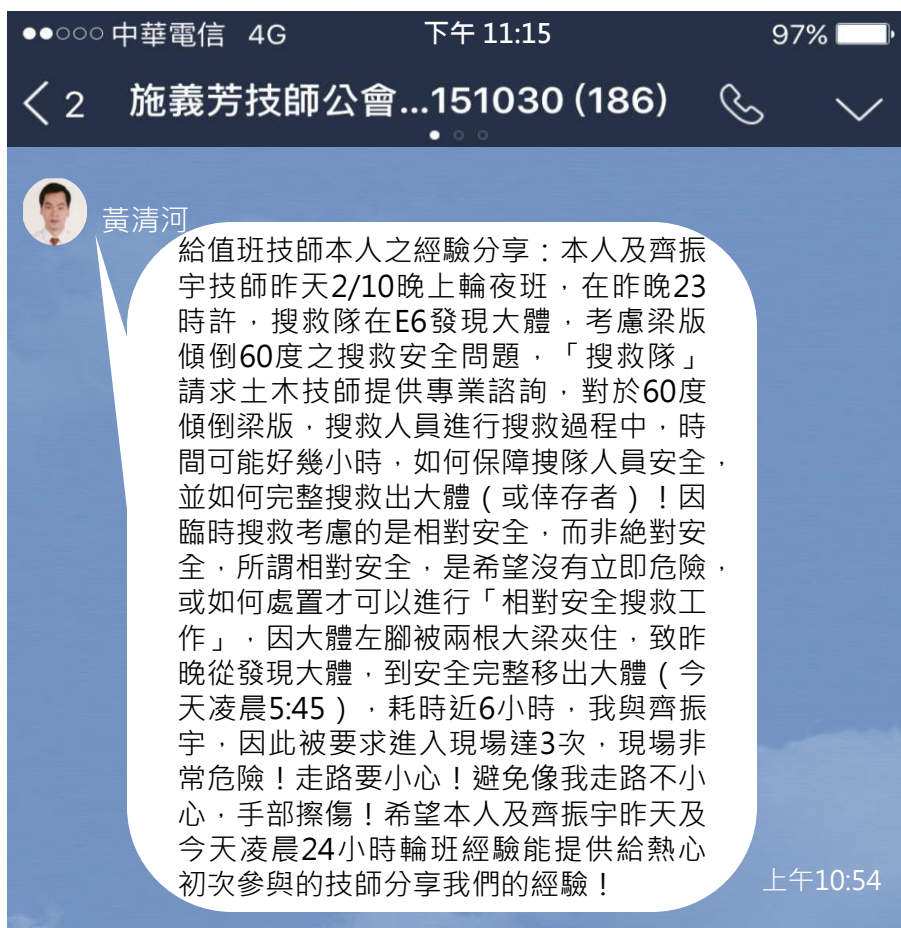 中華電信 4G 下午 11:15 97%
2 施義芳技師公會...151030 (186)
黃清河
給值班技師本人之經驗分享：本人及齊振
宇技師昨天2/10晚上輪夜班，在昨晚23
時許，搜救隊在E6發現大體，考慮梁版
傾倒60度之搜救安全問題，「搜救隊」
請求土木技師提供專業諮詢，對於60度
傾倒梁版，搜救人員進行搜救過程中，時
間可能好幾小時，如何保障搜隊人員安全，
並如何完整搜救出大體（或倖存者）！因
臨時搜救考慮的是相對安全，而非絕對安
全，所謂相對安全，是希望沒有立即危險，
或如何處置才可以進行「相對安全搜救工
作」，因大體左腳被兩根大梁夾住，致昨
晚從發現大體，到安全完整移出大體（今
天凌晨5:45），耗時近6小時，我與齊振
宇，因此被要求進入現場達3次，現場非
常危險！走路要小心！避免像我走路不小
心，手部擦傷！希望本人及齊振宇昨天及
今天凌晨24小時輪班經驗能提供給熱心
初次參與的技師分享我們的經驗！
上午10:54